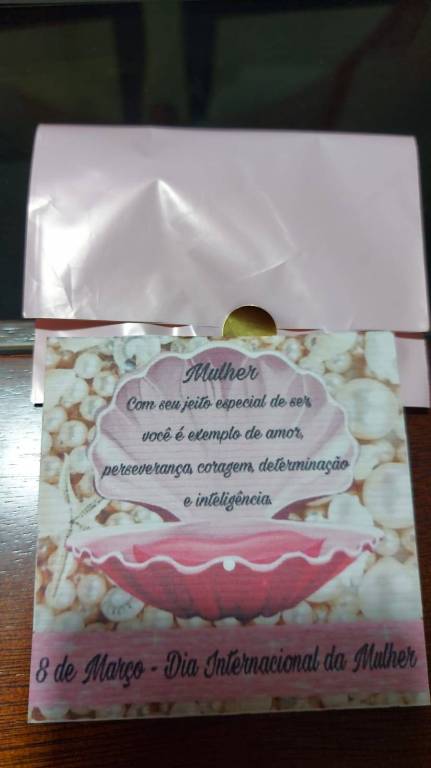 Mulher
Com seu jeito especial de ser,
você é exemplo de amor,
perseverança, coragem, determinação
e inteligência.
8 de Março - Dia Internacional da Mulher